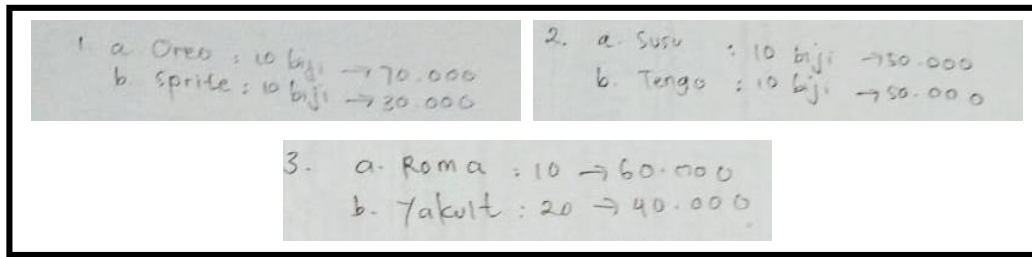 1. a Oreo : 10 biji → 70.000
b. Sprite : 10 biji → 30.000
2. a. Susu : 10 biji → 50.000
b. Tengo : 10 biji → 50.000
3. a. Roma : 10 → 60.000
b. Yakult : 20 → 40.000